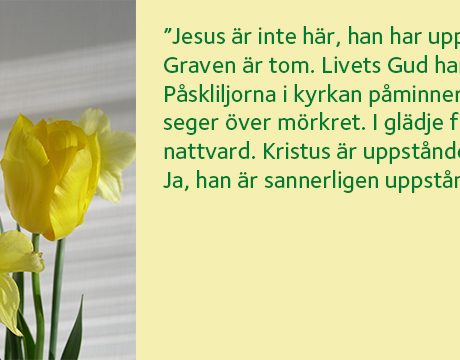 ”Jesus är inte här, han har upp
Graven är tom. Livets Gud har
Påskliljorna i kyrkan påminner
seger över mörkret. I glädje f
nattvard. Kristus är uppstånde
Ja, han är sannerligen uppstån